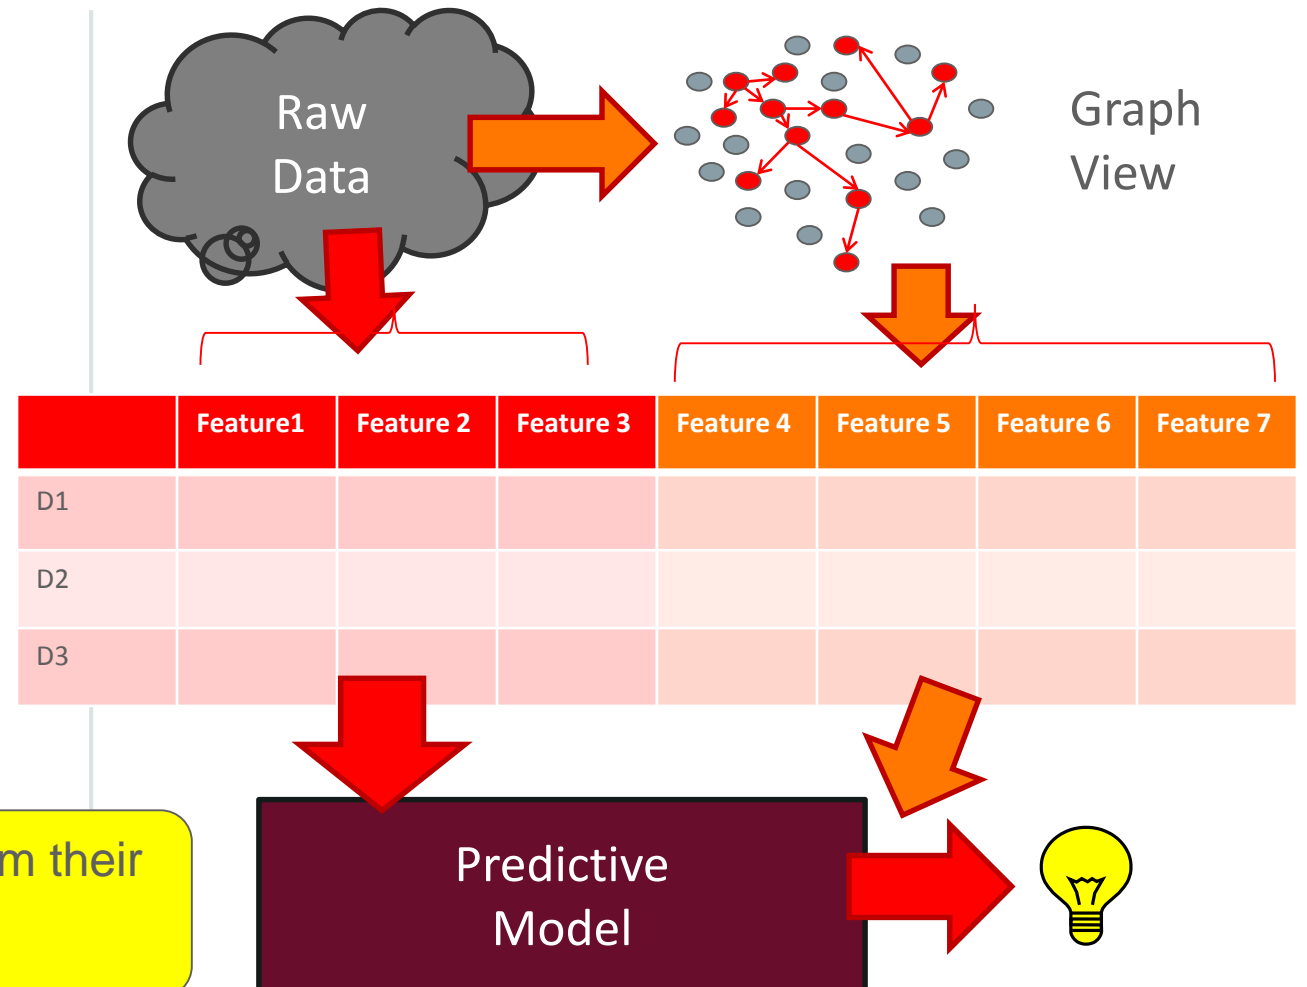 Raw
Data
Graph
View
Feature1 Feature 2 Feature 3 Feature 4 Feature 5 Feature 6 Feature 7
D1
D2
D3
m their
Predictive
Model